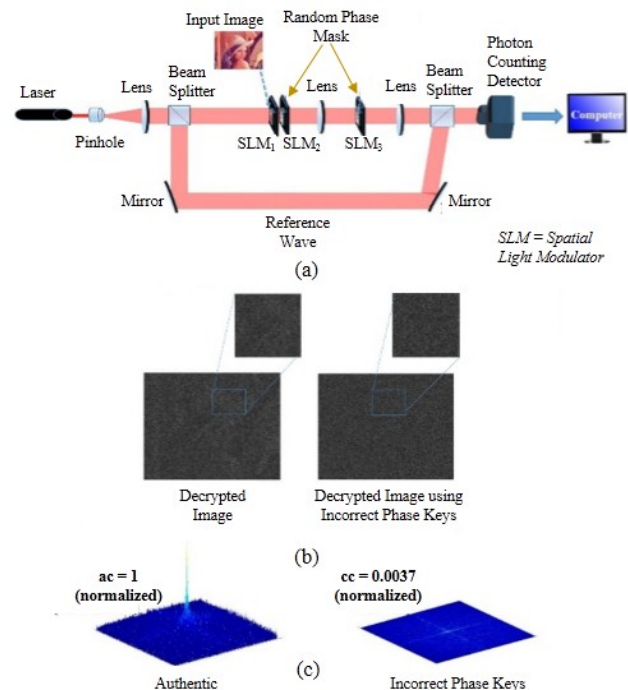 Input Image
Random Phase
Mask
Photon
Counting
Detector
Lens
Beam
Splitter
Lens
Lens
Beam
Splitter
Computer
Pinhole
Laser
SLM1
SLM2
SLM3
Mirror
Reference
Wave
Mirror
SLM = Spatial
Light Modulator
(a)
Decrypted
Image
Decrypted Image using
Incorrect Phase Keys
(b)
ac = 1
(normalized)
cc = 0.0037
(normalized)
Authentic
(c)
Incorrect Phase Keys